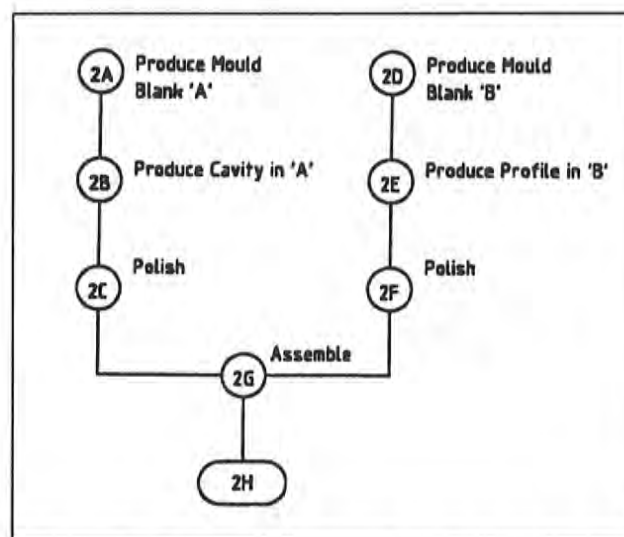 2A Produce Mould
Blank 'A'
2D Produce Mould
Blank 'B'
2B Produce Cavity in 'A'
2E Produce Profile in 'B'
2C Polish
2F Polish
2G Assemble
2H